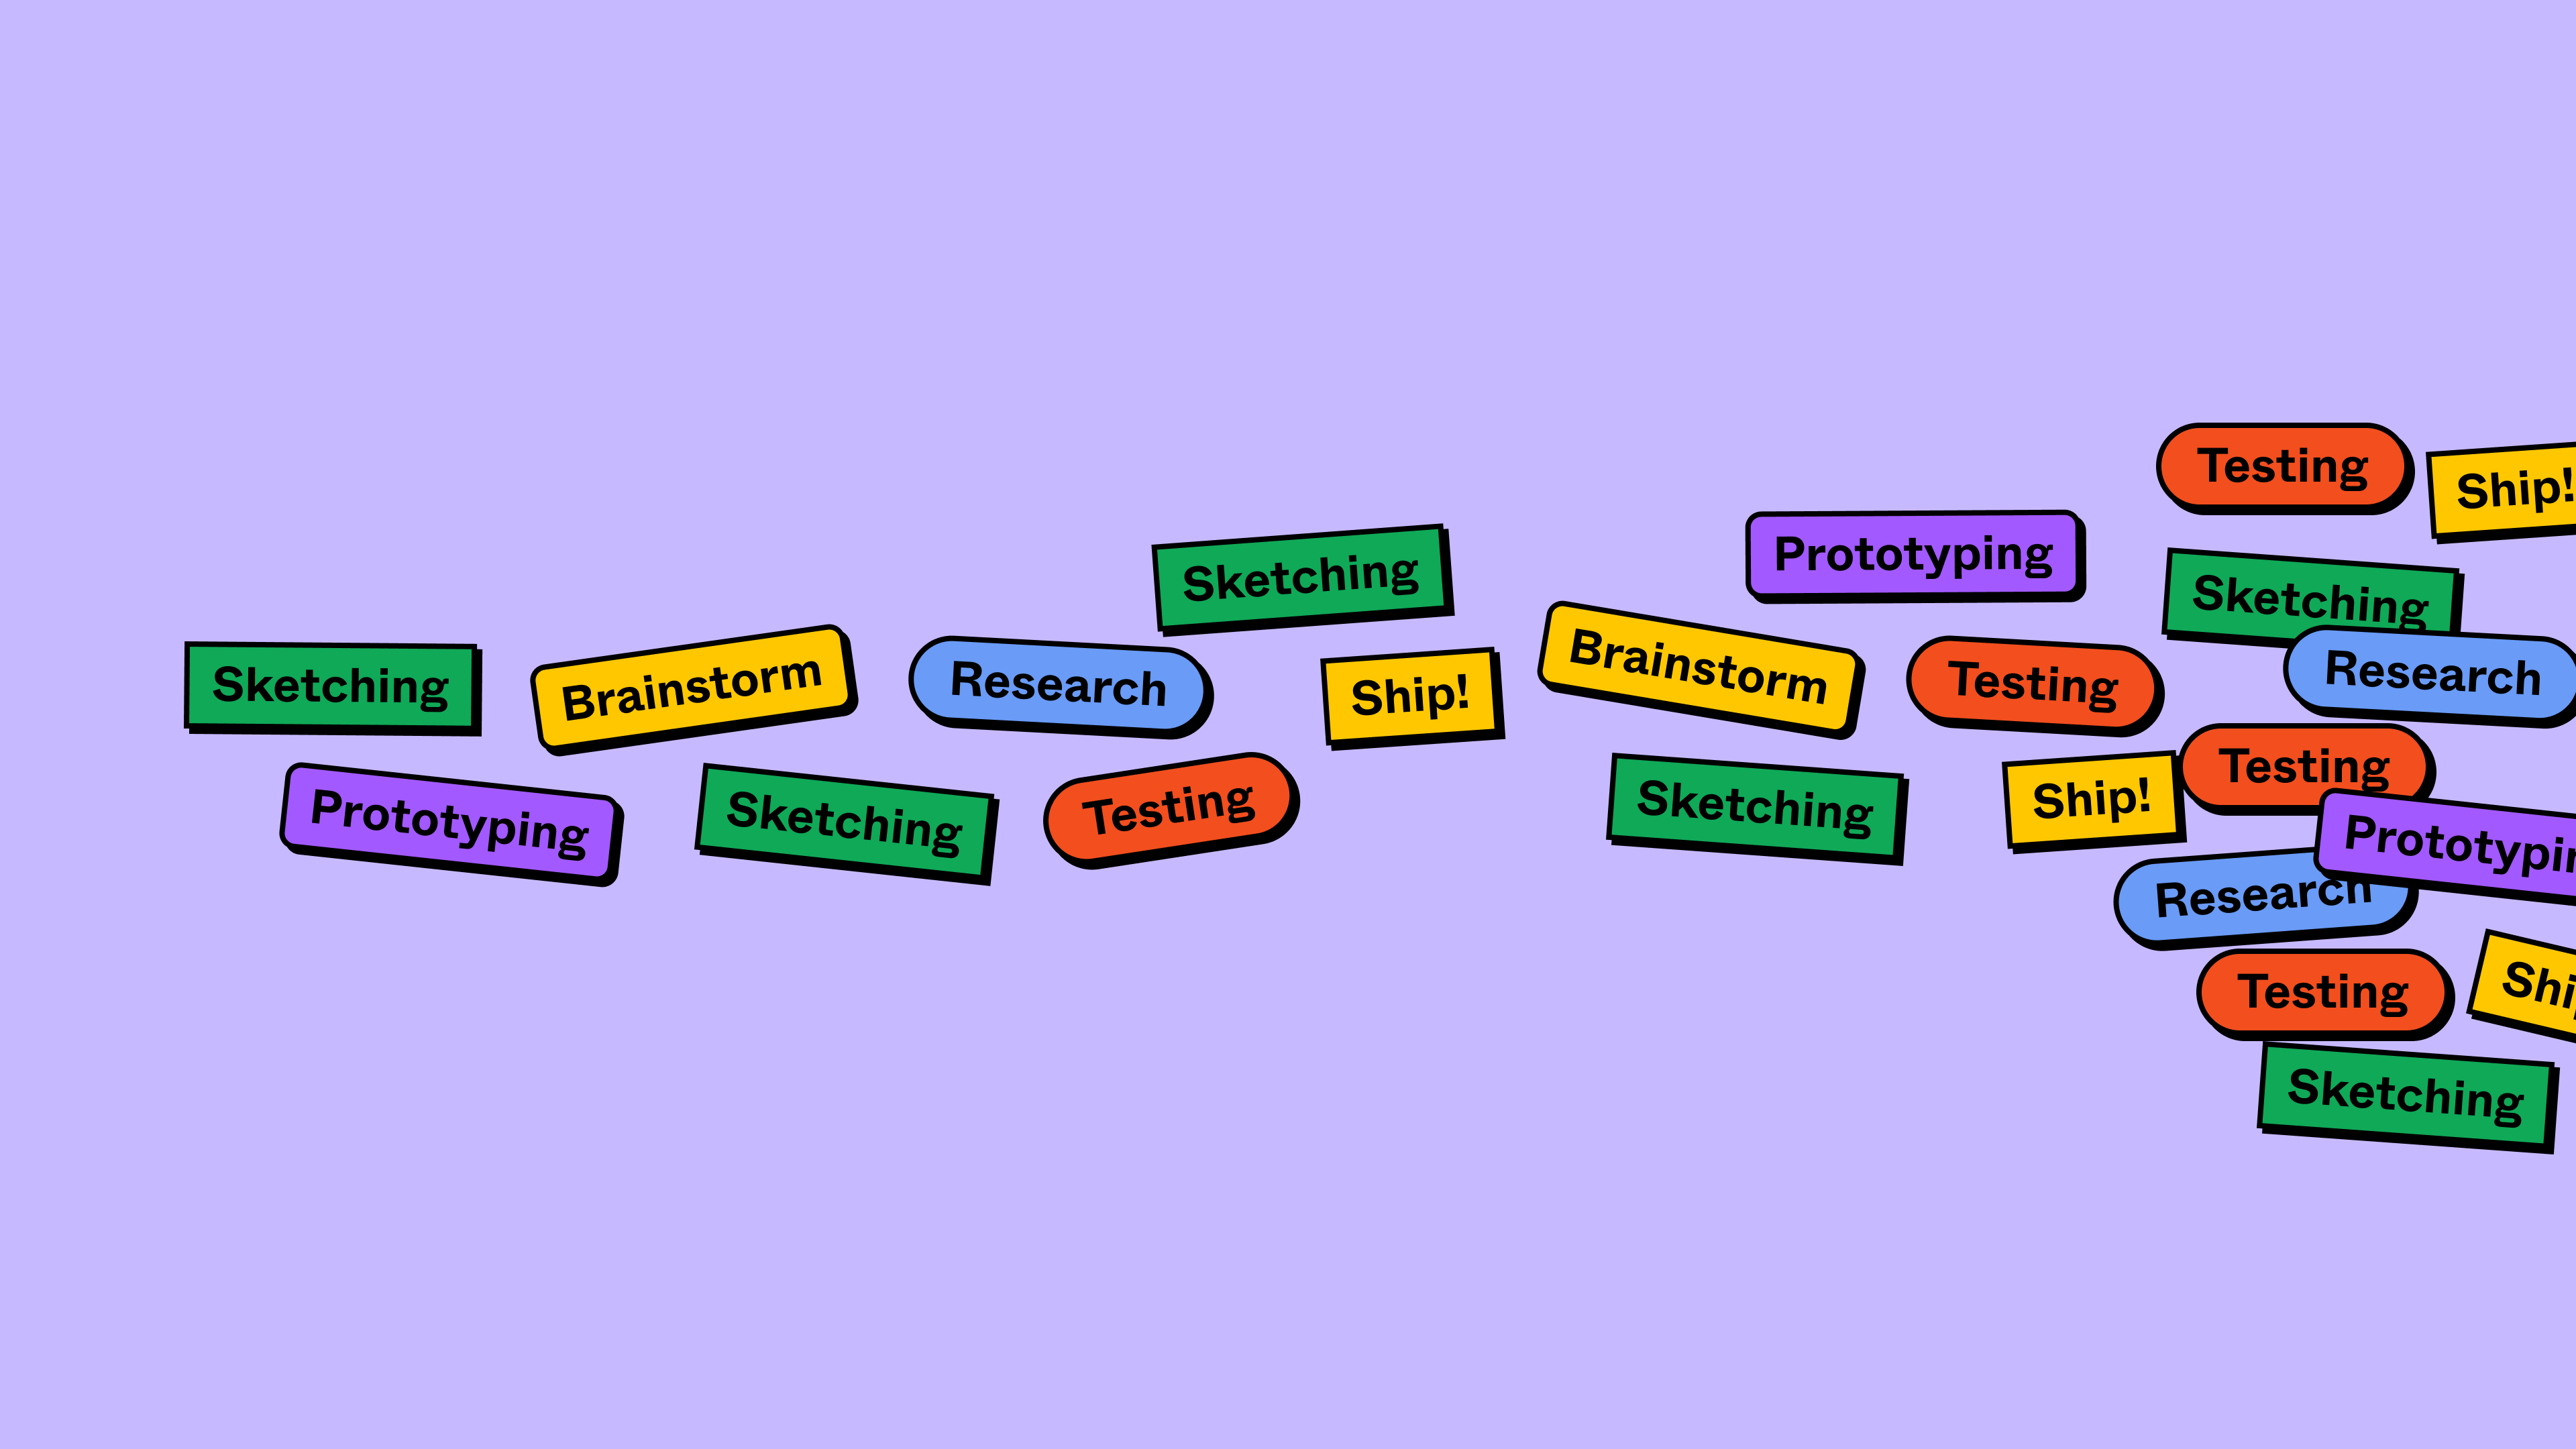 Testing
Ship!
Prototyping
Sketching
Sketching
Brainstorm
Testing
Research
Sketching
Brainstorm
Research
Ship!
Prototyping
Sketching
Testing
Sketching
Ship!
Testing
Prototypin
Research
Testing
Shi
Sketching